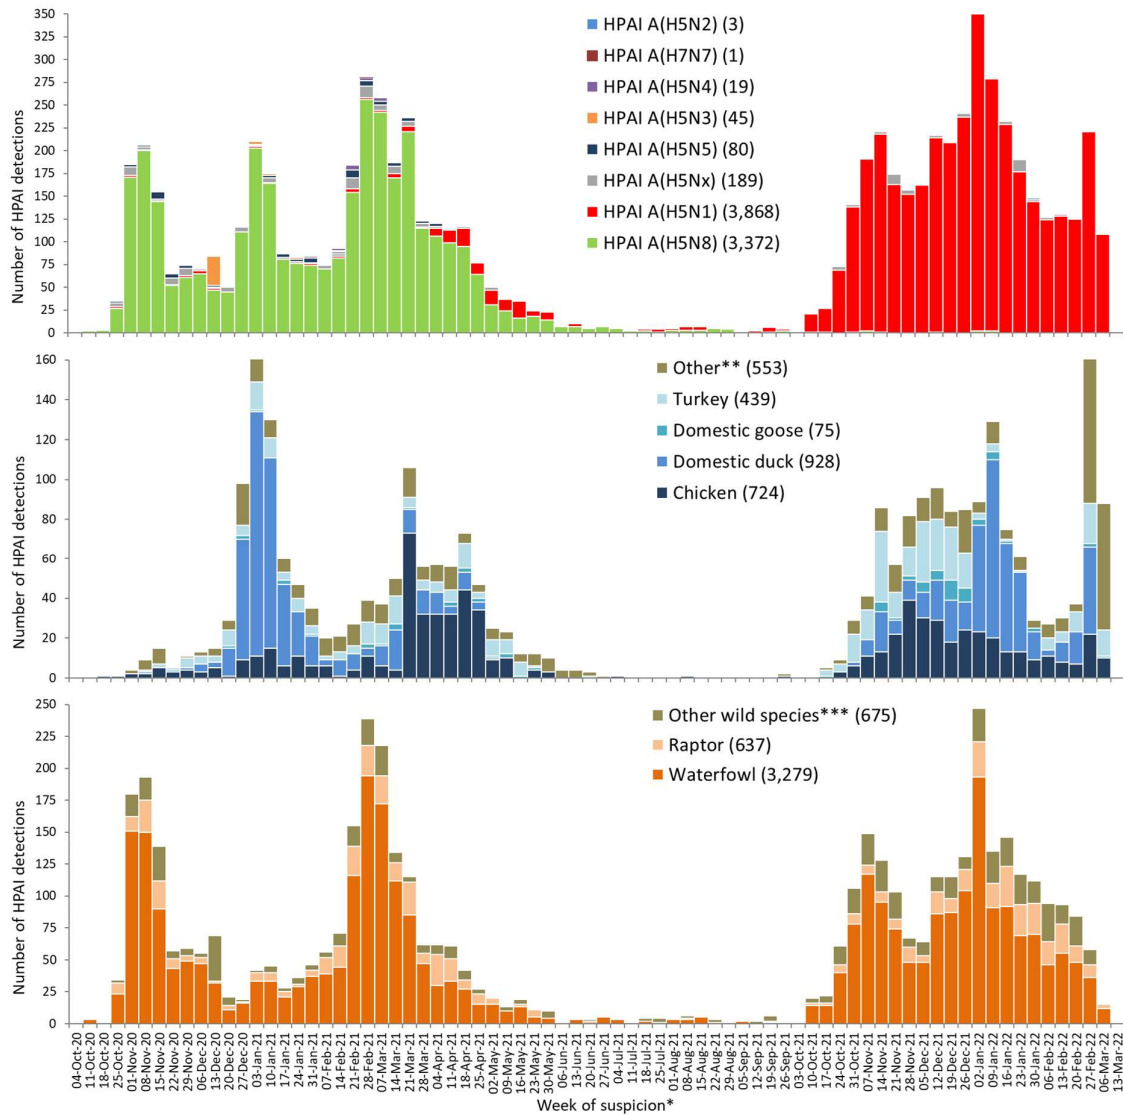 350
300
325
275
250
225
200
175
150
125
100
75
50
25
0
Number of HPAI detections
HPAI A(H5N2) (3)
HPAI A(H7N7) (1)
HPAI A(H5N4) (19)
HPAI A(H5N3) (45)
HPAI A(H5N5) (80)
HPAI A(H5Nx) (189)
HPAI A(H5N1) (3,868)
HPAI A(H5N8) (3,372)
160
140
120
100
80
60
40
20
0
Number of HPAI detections
Other** (553)
Turkey (439)
Domestic goose (75)
Domestic duck (928)
Chicken (724)
250
225
200
175
150
125
100
75
50
25
0
Number of HPAI detections
Other wild species*** (675)
Raptor (637)
Waterfowl (3,279)
04-Oct-20
11-Oct-20
18-Oct-20
25-Oct-20
01-Nov-20
08-Nov-20
15-Nov-20
22-Nov-20
29-Nov-20
06-Dec-20
13-Dec-20
20-Dec-20
27-Dec-20
03-Jan-21
10-Jan-21
17-Jan-21
24-Jan-21
31-Jan-21
07-Feb-21
14-Feb-21
21-Feb-21
28-Feb-21
07-Mar-21
14-Mar-21
21-Mar-21
28-Mar-21
04-Apr-21
11-Apr-21
18-Apr-21
25-Apr-21
02-May-21
09-May-21
16-May-21
23-May-21
30-May-21
06-Jun-21
13-Jun-21
20-Jun-21
27-Jun-21
04-Jul-21
11-Jul-21
18-Jul-21
25-Jul-21
01-Aug-21
08-Aug-21
15-Aug-21
22-Aug-21
29-Aug-21
05-Sep-21
12-Sep-21
19-Sep-21
26-Sep-21
03-Oct-21
10-Oct-21
17-Oct-21
24-Oct-21
31-Oct-21
07-Nov-21
14-Nov-21
21-Nov-21
28-Nov-21
05-Dec-21
12-Dec-21
19-Dec-21
26-Dec-21
02-Jan-22
09-Jan-22
16-Jan-22
23-Jan-22
30-Jan-22
06-Feb-22
13-Feb-22
20-Feb-22
27-Feb-22
06-Mar-22
13-Mar-22
Week of suspicion*